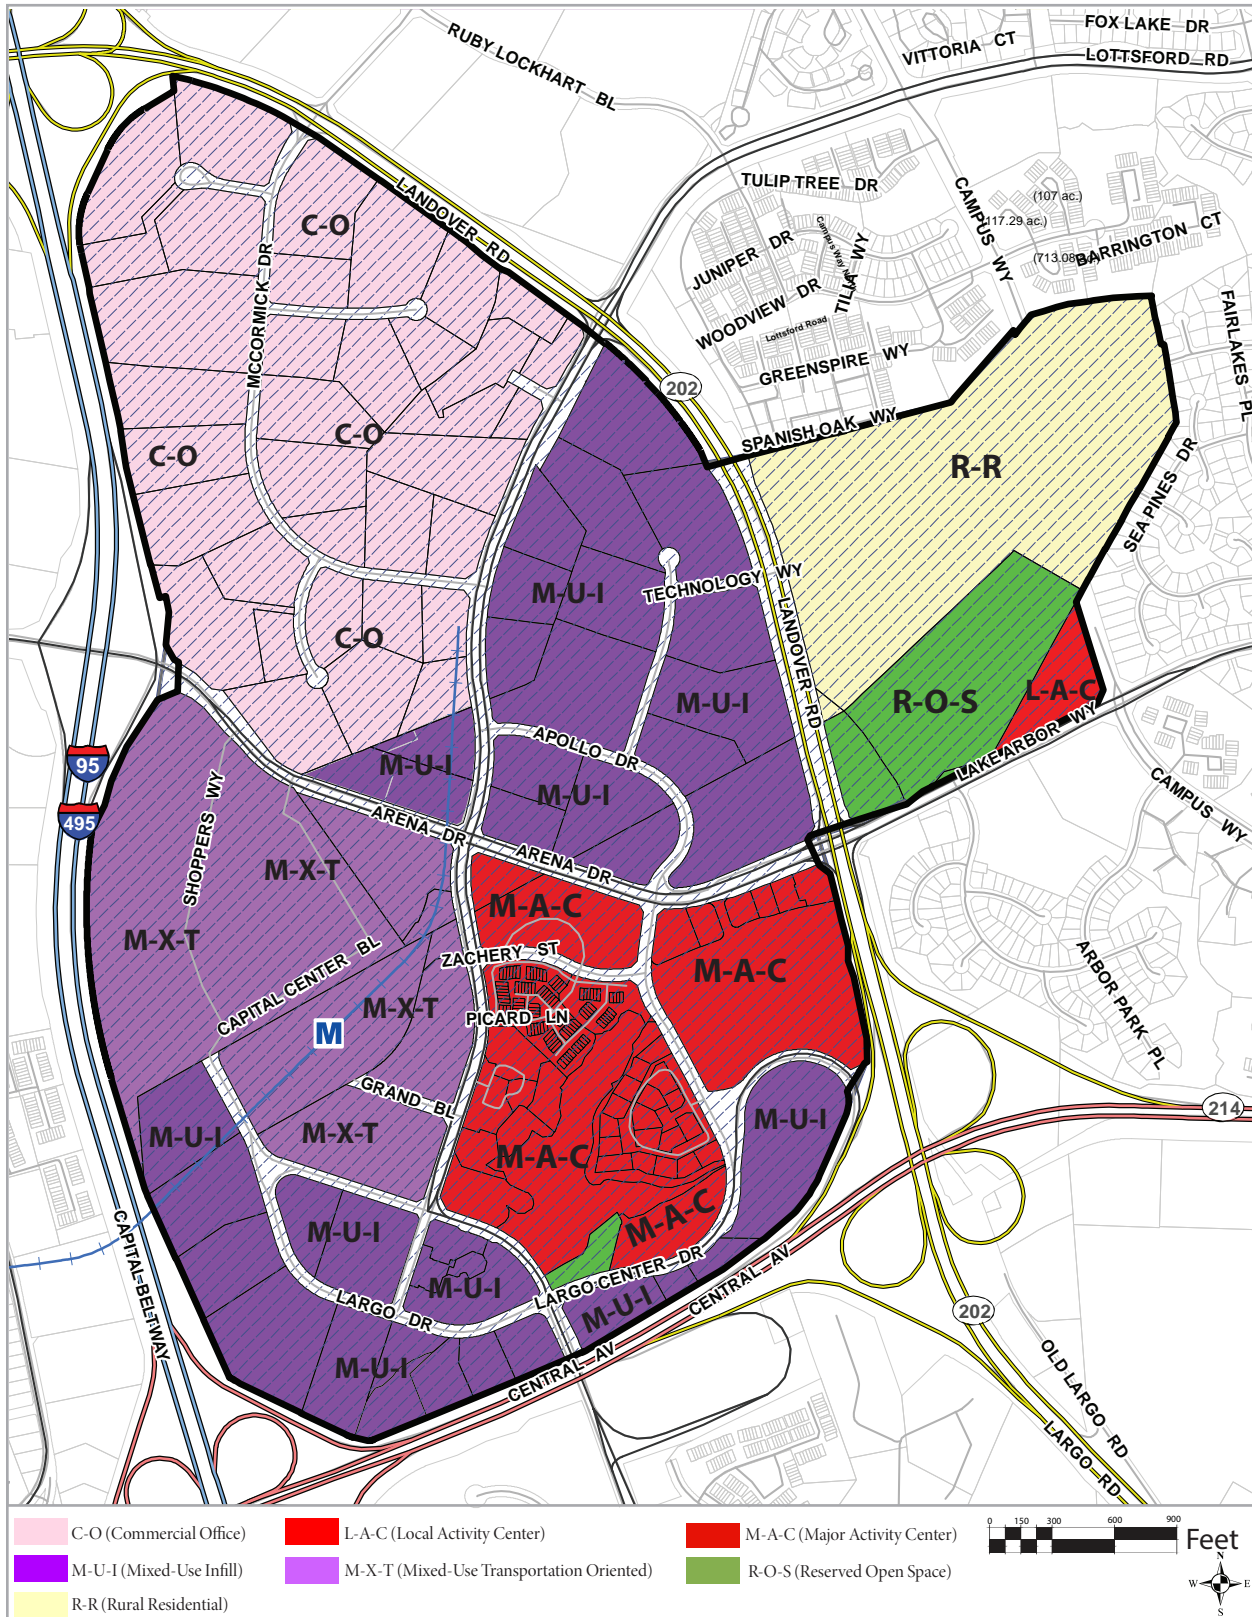 FOX LAKE DR
RUBY LOCKHART BL
VITTORIA CT
LOTTSFORD RD
TULIP TREE DR
CAMPUS WY
(107 ac.)
(117.29 ac.)
BARRINGTON CT
LANDOVER RD
C-O
JUNIPER DR
Campus Way N
TILIA WY
MCCORMICK DR
WOODVIEW DR
Lottsford Road
GREENSPIRE WY
FAIRLAKES PL
202
SPANISH OAK WY
C-O
C-O
R-R
SEA PINES DR
TECHNOLOGY WY
M-U-I
LANDOVER RD
C-O
M-U-I
R-O-S
L-A-C
LAKE ARBOR WY
APOLLO DR
M-U-I
M-U-I
95
495
SHOPPERS WY
ARENA DR
ARENA DR
CAMPUS WY
M-X-T
M-A-C
M-X-T
ZACHERY ST
M-A-C
CAPITAL CENTER BL
ARBOR PARK PL
M-X-T
PICARD LN
M
GRAND BL
214
M-U-I
M-X-T
M-U-I
M-A-C
CAPITAL BELTWAY
M-U-I
M-A-C
LARGO CENTER DR
M-U-I
CENTRAL AV
M-U-I
LARGO DR
202
M-U-I
CENTRAL AV
OLD LARGO RD
LARGO RD
C-O (Commercial Office)
L-A-C (Local Activity Center)
M-A-C (Major Activity Center)
0 150 300 600 900
Feet
M-U-I (Mixed-Use Infill)
M-X-T (Mixed-Use Transportation Oriented)
R-O-S (Reserved Open Space)
N
W E
S
R-R (Rural Residential)